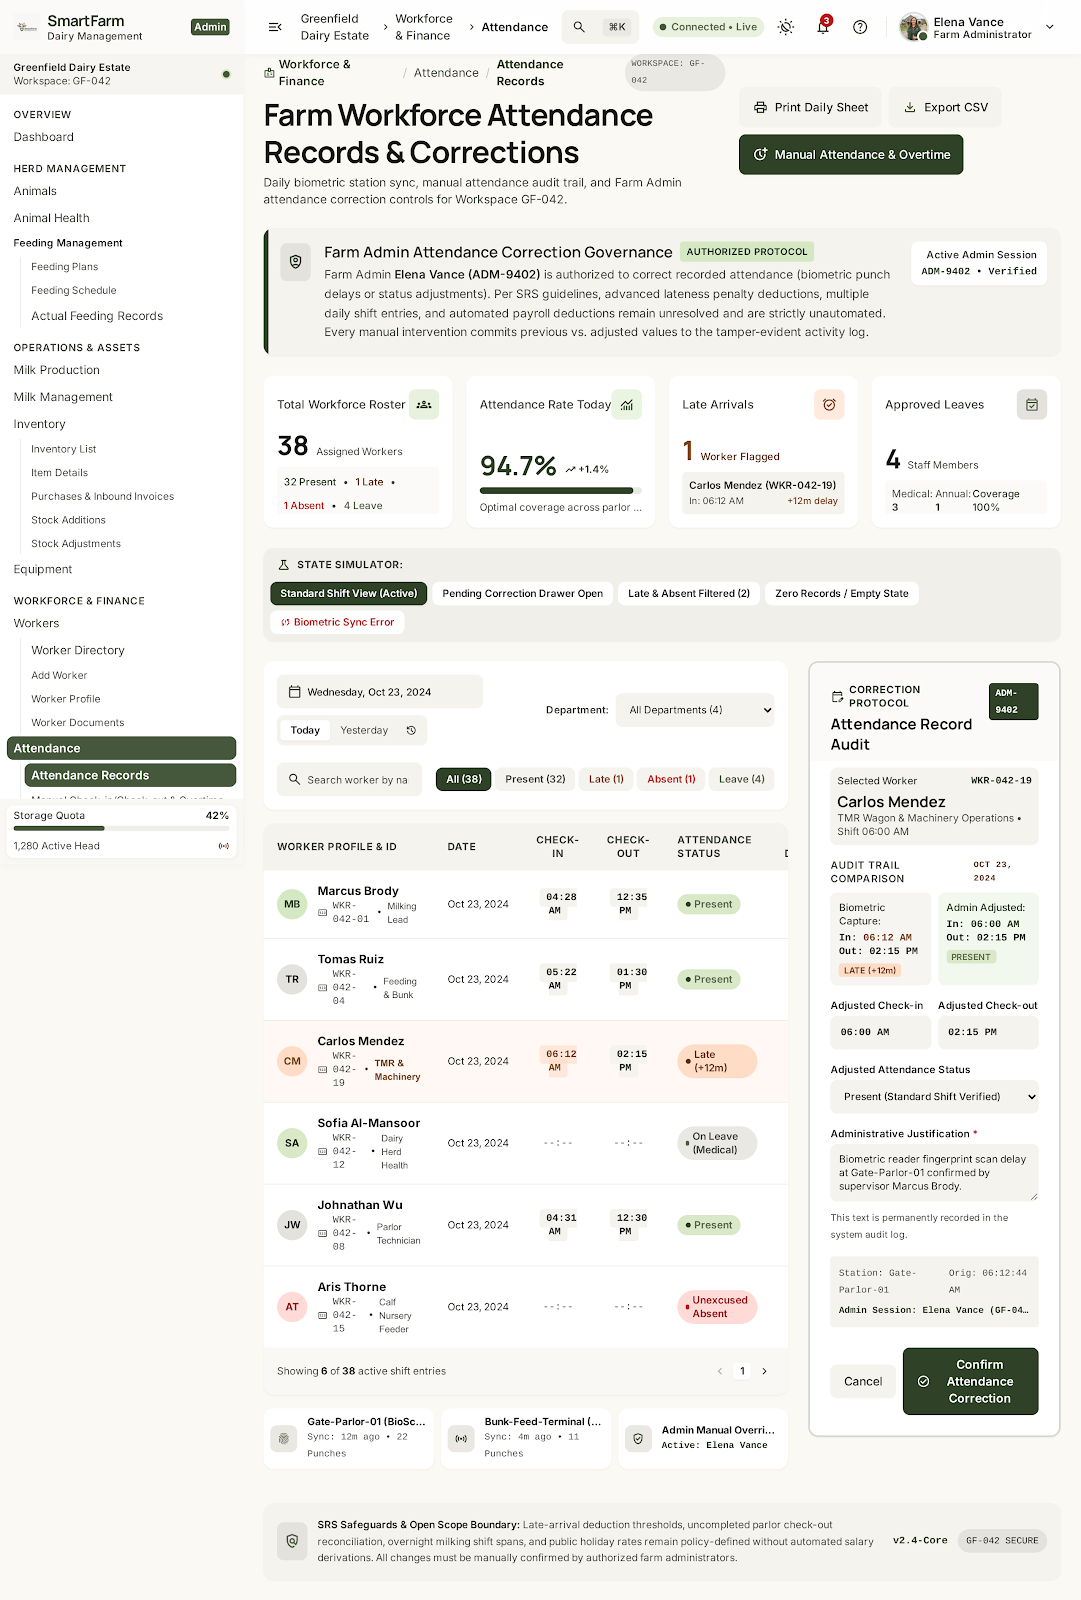 SmartFarm
Dairy Management
Admin
Greenfield Dairy Estate
Workspace: GF-042
OVERVIEW
Dashboard
HERD MANAGEMENT
Animals
Animal Health
Feeding Management
Feeding Plans
Feeding Schedule
Actual Feeding Records
OPERATIONS & ASSETS
Milk Production
Milk Management
Inventory
Inventory List
Item Details
Purchases & Inbound Invoices
Stock Additions
Stock Adjustments
Equipment
WORKFORCE & FINANCE
Workers
Worker Directory
Add Worker
Worker Profile
Worker Documents
Attendance
Attendance Records
Storage Quota 42%
1,280 Active Head
Greenfield Dairy Estate > Workforce & Finance > Attendance
⌘K
Connected • Live
3
Elena Vance
Farm Administrator
Workforce & Finance / Attendance / Attendance Records
WORKSPACE: GF-042
Farm Workforce Attendance
Records & Corrections
Daily biometric station sync, manual attendance audit trail, and Farm Admin
attendance correction controls for Workspace GF-042.
Print Daily Sheet
Export CSV
Manual Attendance & Overtime
Farm Admin Attendance Correction Governance AUTHORIZED PROTOCOL
Farm Admin Elena Vance (ADM-9402) is authorized to correct recorded attendance (biometric punch
delays or status adjustments). Per SRS guidelines, advanced lateness penalty deductions, multiple
daily shift entries, and automated payroll deductions remain unresolved and are strictly unautomated.
Every manual intervention commits previous vs. adjusted values to the tamper-evident activity log.
Active Admin Session
ADM-9402 • Verified
Total Workforce Roster
38 Assigned Workers
32 Present • 1 Late •
1 Absent • 4 Leave
Attendance Rate Today
94.7% +1.4%
Optimal coverage across parlor ...
Late Arrivals
1 Worker Flagged
Carlos Mendez (WKR-042-19)
In: 06:12 AM +12m delay
Approved Leaves
4 Staff Members
Medical: 3 Annual: 1 Coverage 100%
STATE SIMULATOR:
Standard Shift View (Active)
Pending Correction Drawer Open
Late & Absent Filtered (2)
Zero Records / Empty State
Biometric Sync Error
Wednesday, Oct 23, 2024
Today Yesterday
Department: All Departments (4)
Search worker by na
All (38) Present (32) Late (1) Absent (1) Leave (4)
WORKER PROFILE & ID DATE CHECK-IN CHECK-OUT ATTENDANCE STATUS
MB Marcus Brody WKR-042-01 • Milking Lead Oct 23, 2024 04:28 AM 12:35 PM Present
TR Tomas Ruiz WKR-042-04 • Feeding & Bunk Oct 23, 2024 05:22 AM 01:30 PM Present
CM Carlos Mendez WKR-042-19 • TMR & Machinery Oct 23, 2024 06:12 AM 02:15 PM Late (+12m)
SA Sofia Al-Mansoor WKR-042-12 • Dairy Herd Health Oct 23, 2024 --:-- --:-- On Leave (Medical)
JW Johnathan Wu WKR-042-08 • Parlor Technician Oct 23, 2024 04:31 AM 12:30 PM Present
AT Aris Thorne WKR-042-15 • Calf Nursery Feeder Oct 23, 2024 --:-- --:-- Unexcused Absent
Showing 6 of 38 active shift entries
1
Gate-Parlor-01 (BioSc...
Sync: 12m ago • 22
Punches
Bunk-Feed-Terminal (...
Sync: 4m ago • 11
Punches
Admin Manual Overri...
Active: Elena Vance
CORRECTION PROTOCOL
ADM-9402
Attendance Record
Audit
Selected Worker WKR-042-19
Carlos Mendez
TMR Wagon & Machinery Operations •
Shift 06:00 AM
AUDIT TRAIL COMPARISON
OCT 23, 2024
Biometric Capture:
In: 06:12 AM
Out: 02:15 PM
LATE (+12m)
Admin Adjusted:
In: 06:00 AM
Out: 02:15 PM
PRESENT
Adjusted Check-in Adjusted Check-out
06:00 AM 02:15 PM
Adjusted Attendance Status
Present (Standard Shift Verified)
Administrative Justification *
Biometric reader fingerprint scan delay
at Gate-Parlor-01 confirmed by
supervisor Marcus Brody.
This text is permanently recorded in the
system audit log.
Station: Gate-Parlor-01
Orig: 06:12:44 AM
Admin Session: Elena Vance (GF-04...
Cancel
Confirm
Attendance
Correction
SRS Safeguards & Open Scope Boundary: Late-arrival deduction thresholds, uncompleted parlor check-out
reconciliation, overnight milking shift spans, and public holiday rates remain policy-defined without automated salary
derivations. All changes must be manually confirmed by authorized farm administrators.
v2.4-Core
GF-042 SECURE